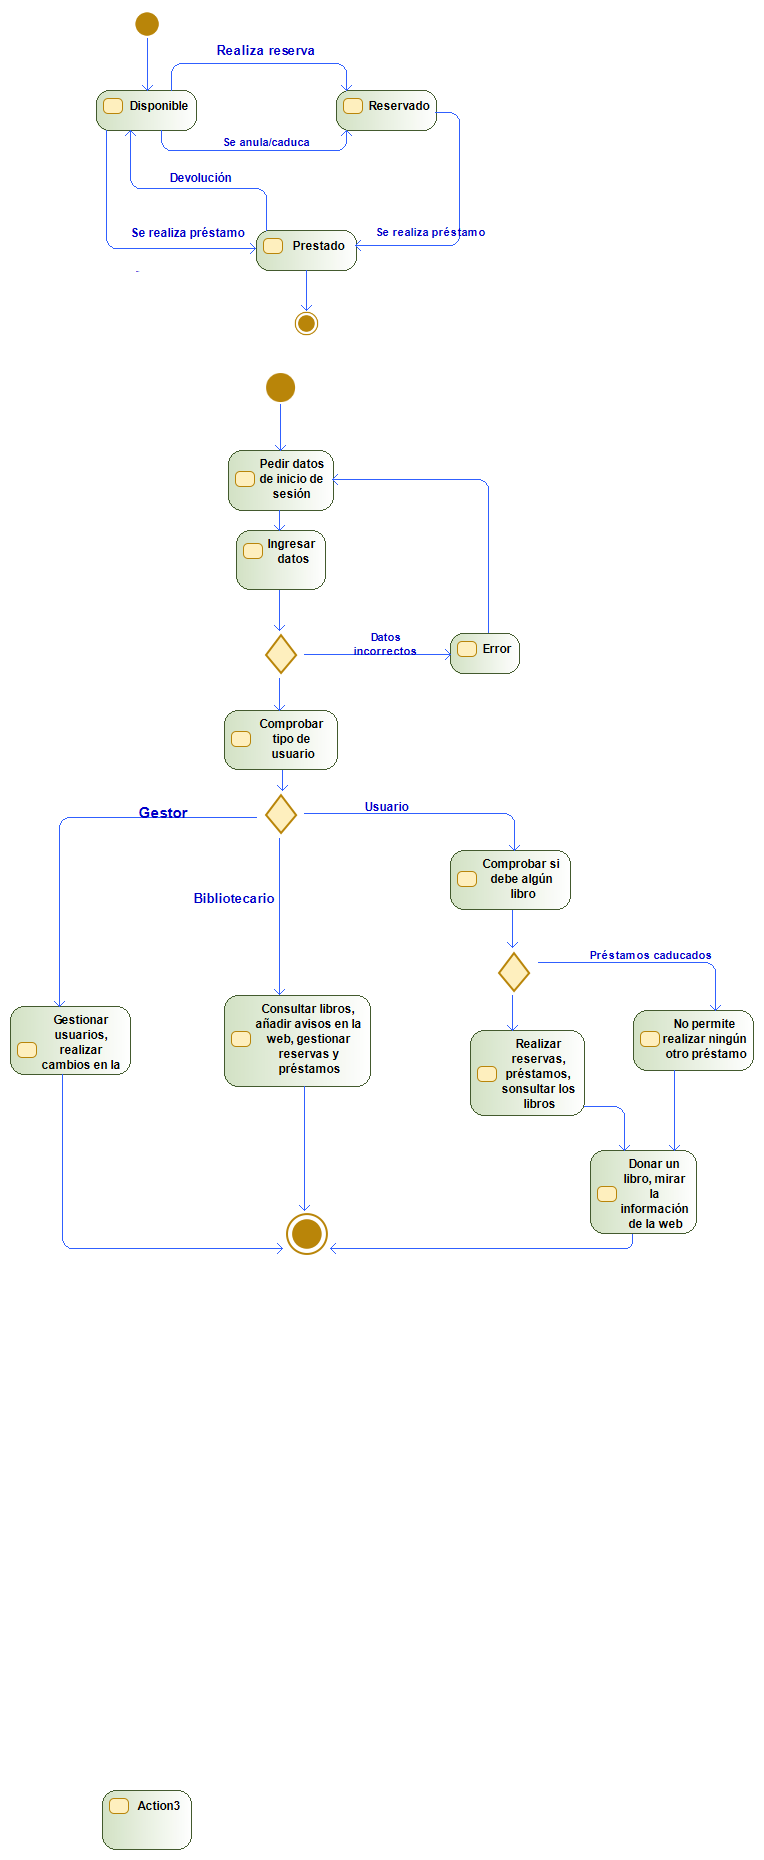 Realiza reserva
Disponible
Reservado
Se anula/caduca
Devolución
Se realiza préstamo
Se realiza préstamo
Prestado
Pedir datos
de inicio de
sesión
Ingresar
datos
Datos
incorrectos
Error
Comprobar
tipo de
usuario
Gestor
Usuario
Comprobar si
debe algún
libro
Bibliotecario
Préstamos caducados
Consultar libros,
añadir avisos en la
web, gestionar
reservas y
préstamos
Gestionar
usuarios,
realizar
cambios en la
No permite
realizar ningún
otro préstamo
Realizar
reservas,
préstamos,
sonsultar los
libros
Donar un
libro, mirar
la
información
de la web
Action3